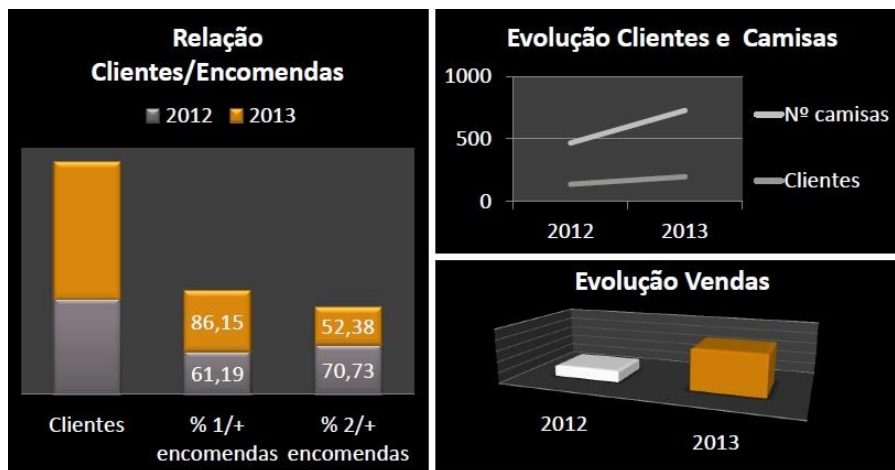 Relação
Clientes/Encomendas
2012 2013
86,15 52,38
61,19 70,73
Clientes % 1/+ % 2/+
encomendas encomendas
Evolução Clientes e Camisas
1000
Nº camisas
500
Clientes
0
2012 2013
Evolução Vendas
2012
2013